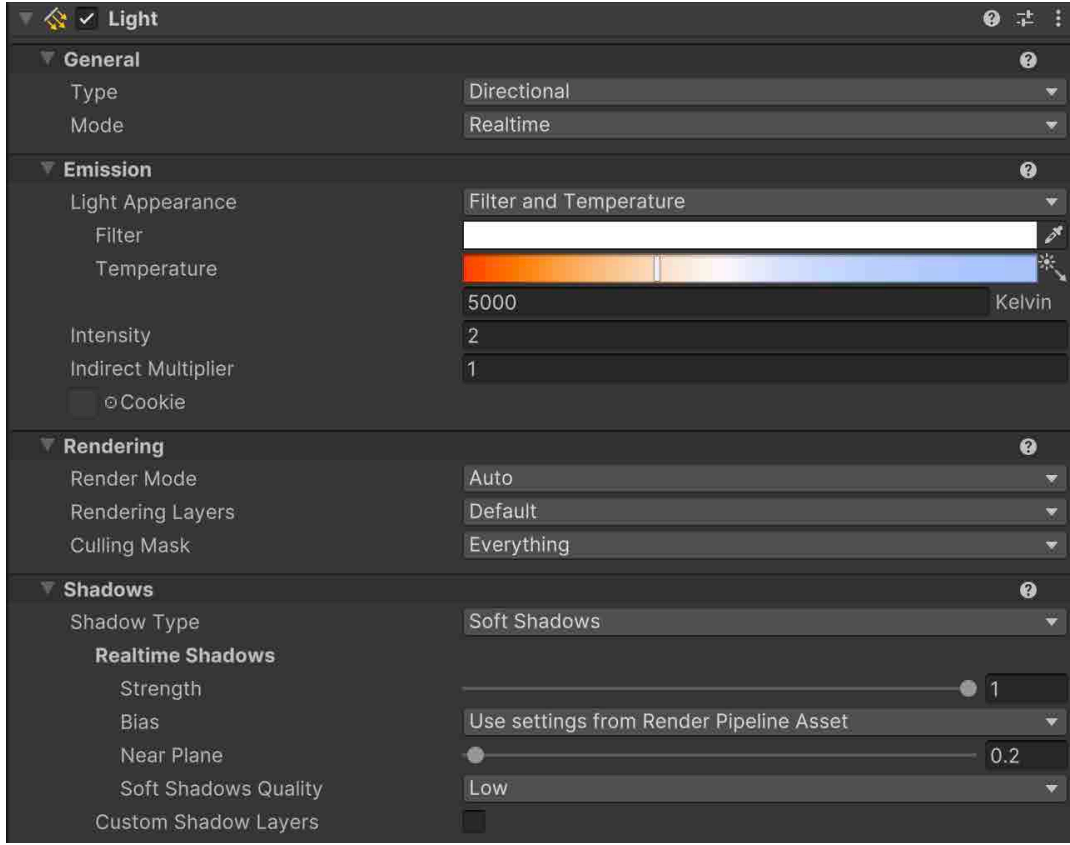 Light
General
Type Directional
Mode Realtime
Emission
Light Appearance Filter and Temperature
Filter
Temperature
5000 Kelvin
Intensity 2
Indirect Multiplier 1
Cookie
Rendering
Render Mode Auto
Rendering Layers Default
Culling Mask Everything
Shadows
Shadow Type Soft Shadows
Realtime Shadows
Strength 1
Bias Use settings from Render Pipeline Asset
Near Plane 0.2
Soft Shadows Quality Low
Custom Shadow Layers